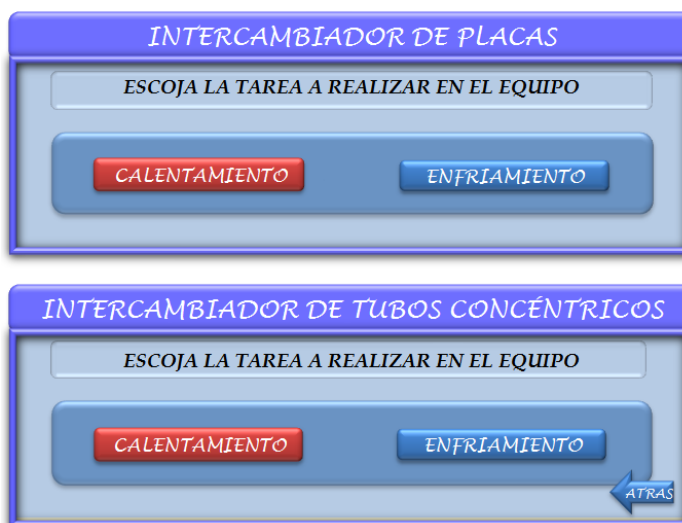 INTERCAMBIADOR DE PLACAS
ESCOJA LA TAREA A REALIZAR EN EL EQUIPO
CALENTAMIENTO
ENFRIAMIENTO
INTERCAMBIADOR DE TUBOS CONCÉNTRICOS
ESCOJA LA TAREA A REALIZAR EN EL EQUIPO
CALENTAMIENTO
ENFRIAMIENTO
ATRAS